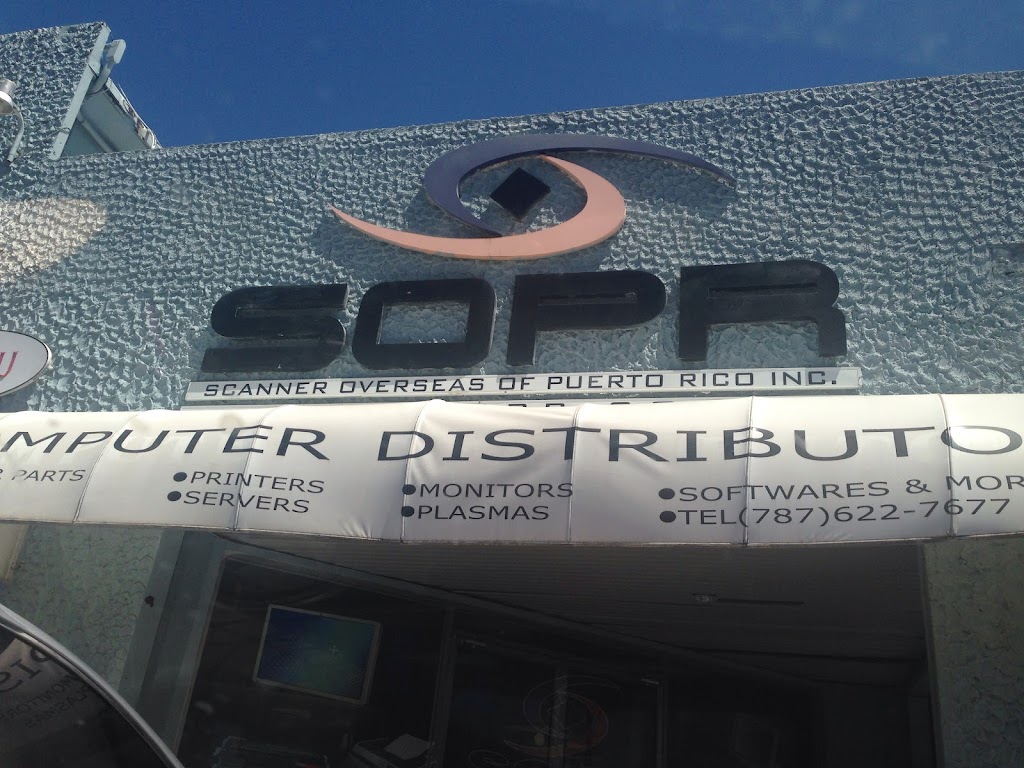 SOPR
SCANNER OVERSEAS OF PUERTO RICO INC.
MPUTER DISTRIBUTO
PARTS
●PRINTERS
●SERVERS
●MONITORS
●PLASMAS
●SOFTWARES & MOR
●TEL(787)622-7677